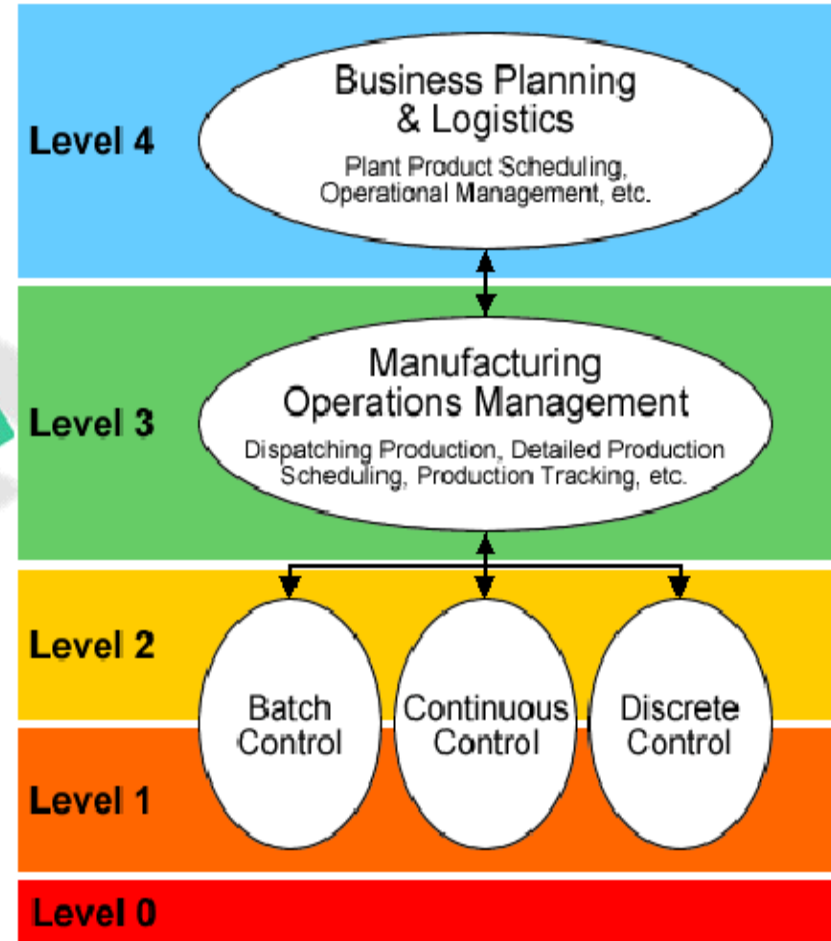 Level 4
Business Planning
& Logistics
Plant Product Scheduling,
Operational Management, etc.
Level 3
Manufacturing
Operations Management
Dispatching Production, Detailed Production
Scheduling, Production Tracking, etc.
Level 2
Batch
Control
Continuous
Control
Discrete
Control
Level 1
Level 0